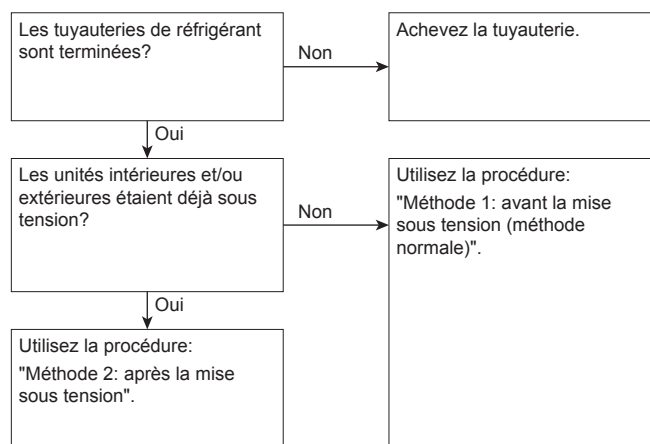 Les tuyauteries de réfrigérant
sont terminées?
Non
Achevez la tuyauterie.
Oui
Les unités intérieures et/ou
extérieures étaient déjà sous
tension?
Non
Utilisez la procédure:
"Méthode 1: avant la mise
sous tension (méthode
normale)".
Oui
Utilisez la procédure:
"Méthode 2: après la mise
sous tension".